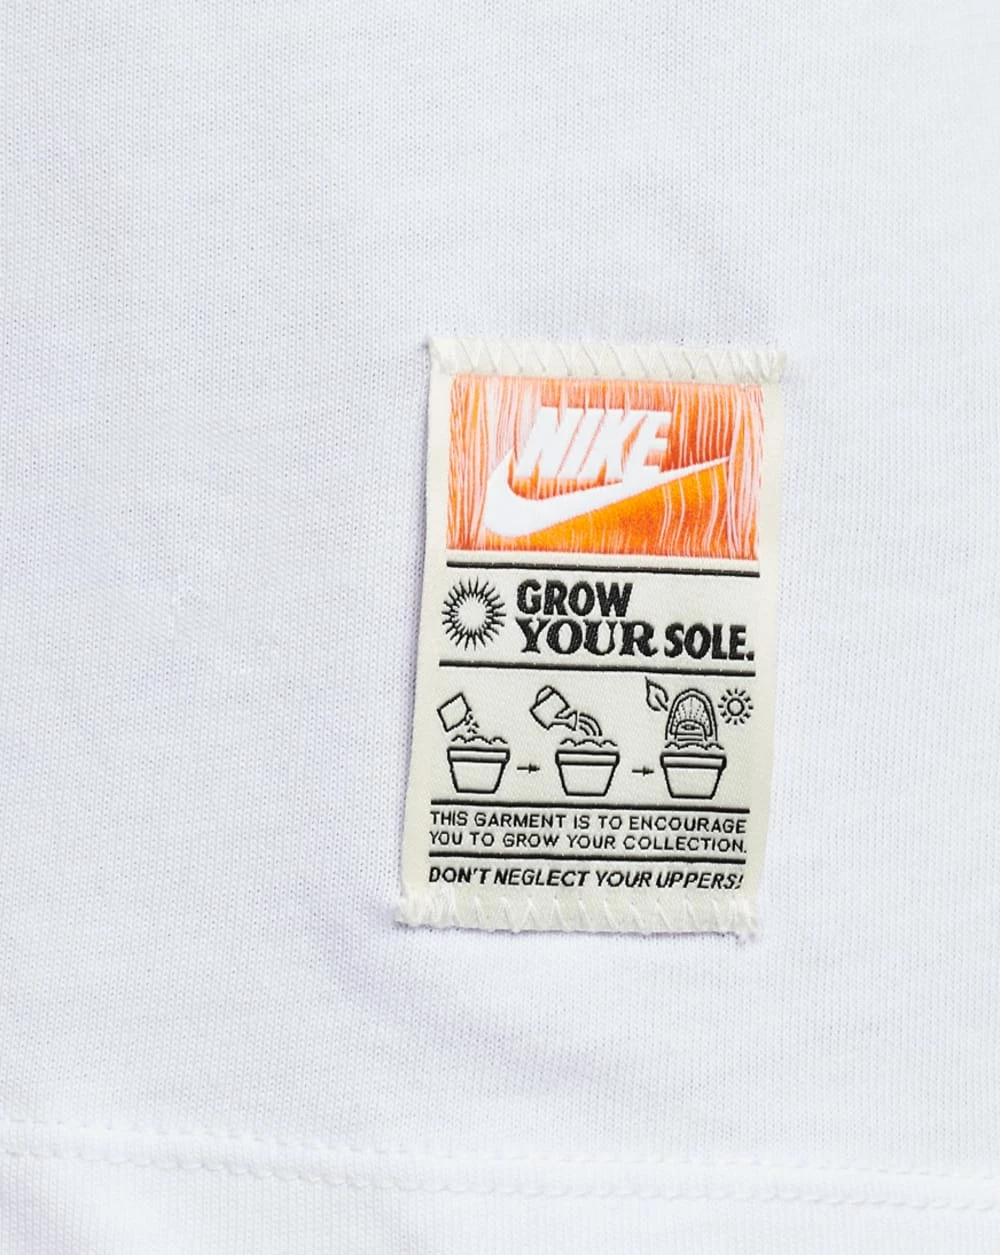 NIKE
GROW
YOUR SOLE.
THIS GARMENT IS TO ENCOURAGE
YOU TO GROW YOUR COLLECTION.
DON'T NEGLECT YOUR UPPERS!